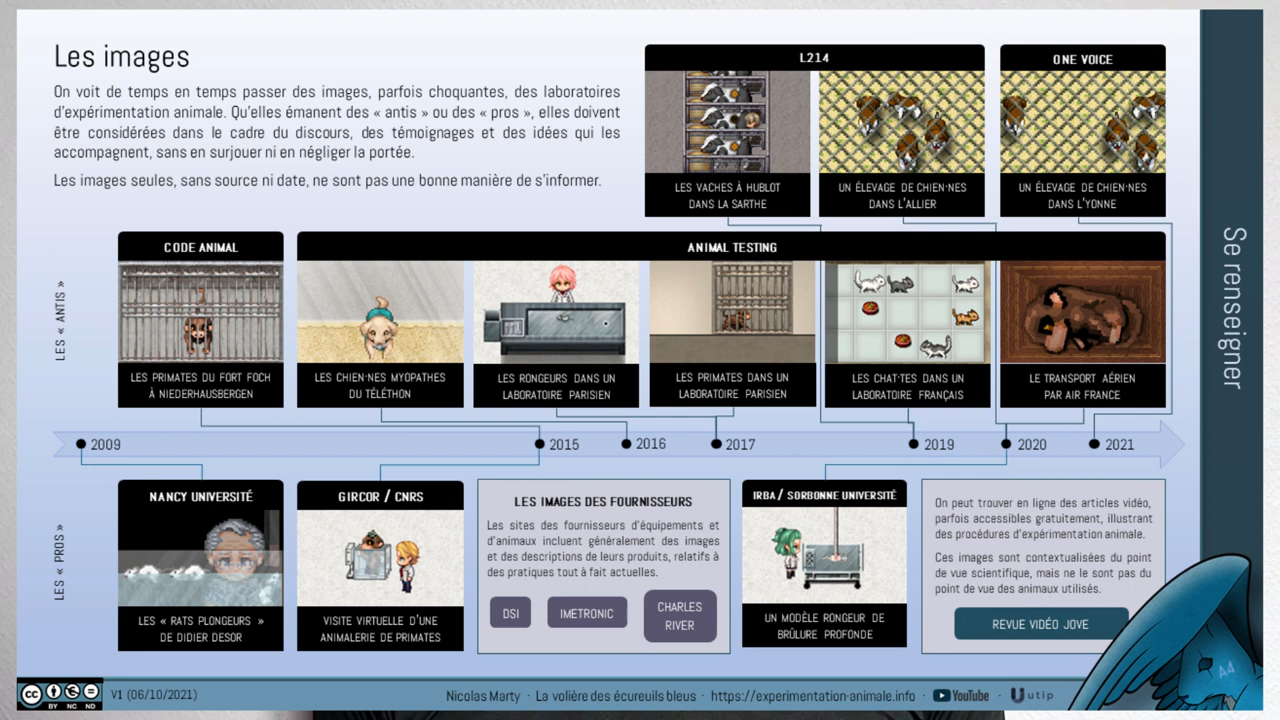 Les images
On voit de temps en temps passer des images, parfois choquantes, des laboratoires
d'expérimentation animale. Qu'elles émanent des « antis » ou des « pros », elles doivent
être considérées dans le cadre du discours, des témoignages et des idées qui les
accompagnent, sans en surjouer ni en négliger la portée.
Les images seules, sans source ni date, ne sont pas une bonne manière de s'informer.
L214
ONE VOICE
LES VACHES À HUBLOT
DANS LA SARTHE
UN ÉLEVAGE DE CHIEN·NES
DANS L'ALLIER
UN ÉLEVAGE DE CHIEN·NES
DANS L'YONNE
Se renseigner
LES « ANTIS »
CODE ANIMAL
ANIMAL TESTING
LES PRIMATES DU FORT FOCH
À NIEDERHAUSBERGEN
LES CHIEN·NES MYOPATHES
DU TÉLÉTHON
LES RONGEURS DANS UN
LABORATOIRE PARISIEN
LES PRIMATES DANS UN
LABORATOIRE PARISIEN
LES CHAT·TES DANS UN
LABORATOIRE FRANÇAIS
LE TRANSPORT AÉRIEN
PAR AIR FRANCE
2009
2015
2016
2017
2019
2020
2021
LES « PROS »
NANCY UNIVERSITÉ
LES « RATS PLONGEURS »
DE DIDIER DESOR
GIRCOR / CNRS
VISITE VIRTUELLE D'UNE
ANIMALERIE DE PRIMATES
LES IMAGES DES FOURNISSEURS
Les sites des fournisseurs d'équipements et
d'animaux incluent généralement des images
et des descriptions de leurs produits, relatifs à
des pratiques tout à fait actuelles.
DSI
IMETRONIC
CHARLES
RIVER
IRBA / SORBONNE UNIVERSITÉ
UN MODÈLE RONGEUR DE
BRÛLURE PROFONDE
On peut trouver en ligne des articles vidéo,
parfois accessibles gratuitement, illustrant
des procédures d'expérimentation animale.
Ces images sont contextualisées du point
de vue scientifique, mais ne le sont pas du
point de vue des animaux utilisés.
REVUE VIDÉO JOVE
A4
CC BY NC ND
V1 (06/10/2021)
Nicolas Marty · La volière des écureuils bleus · https://experimentation-animale.info · YouTube · utip